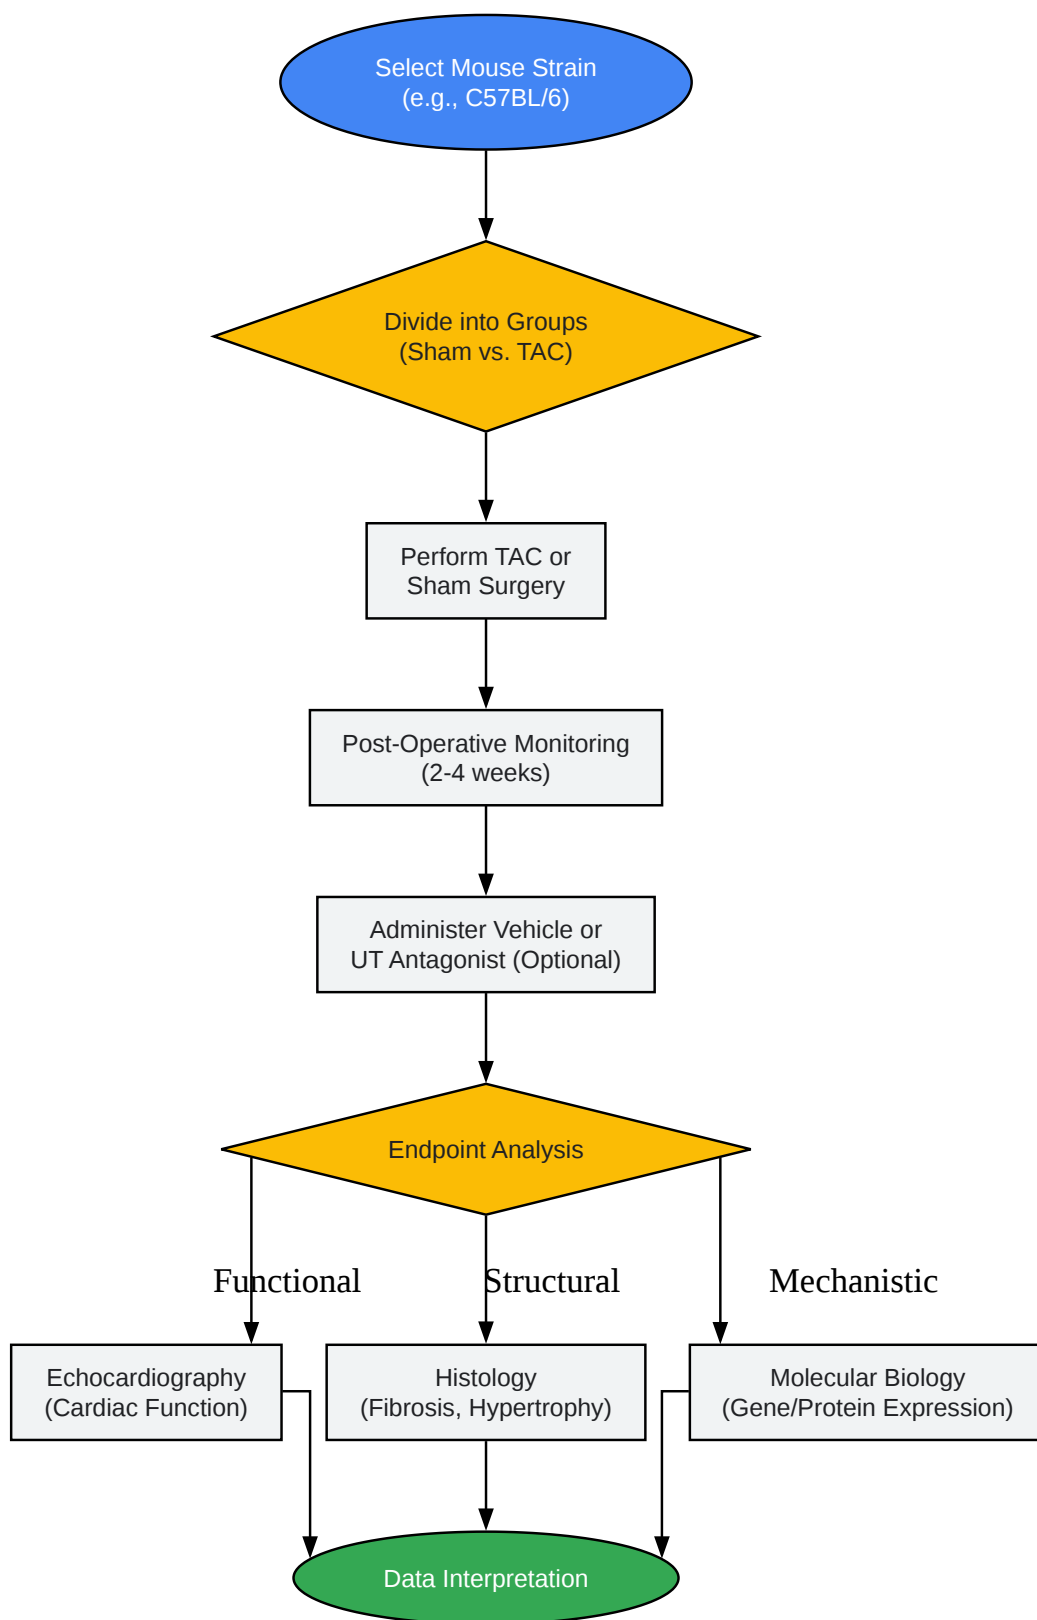 Select Mouse Strain
(e.g., C57BL/6)
Divide into Groups
(Sham vs. TAC)
Perform TAC or
Sham Surgery
Post-Operative Monitoring
(2-4 weeks)
Administer Vehicle or
UT Antagonist (Optional)
Endpoint Analysis
Functional
Structural
Mechanistic
Echocardiography
(Cardiac Function)
Histology
(Fibrosis, Hypertrophy)
Molecular Biology
(Gene/Protein Expression)
Data Interpretation